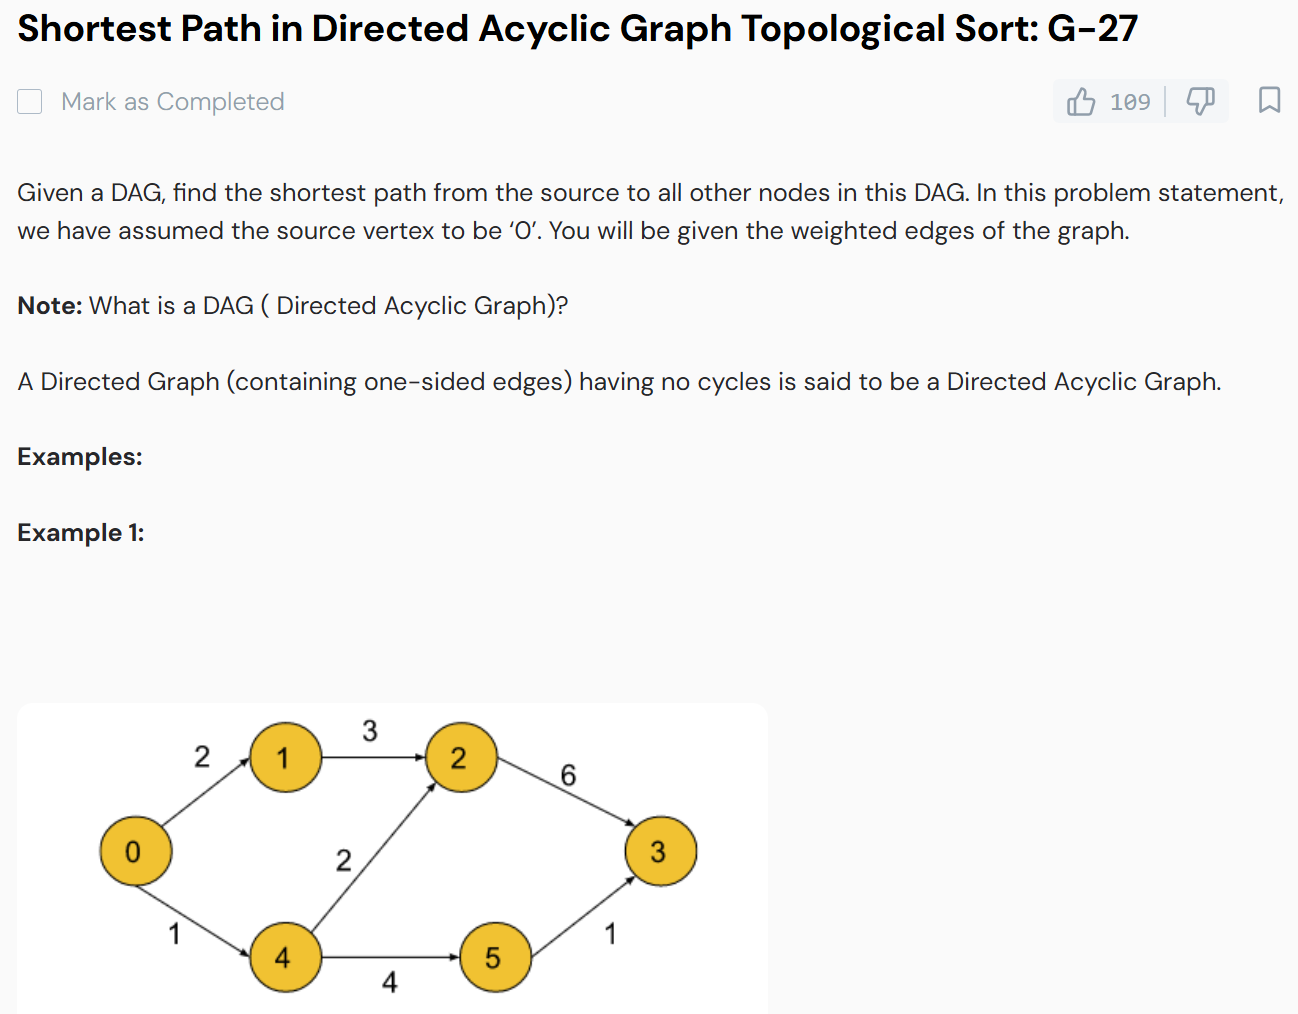 Shortest Path in Directed Acyclic Graph Topological Sort: G-27
Mark as Completed
109
Given a DAG, find the shortest path from the source to all other nodes in this DAG. In this problem statement,
we have assumed the source vertex to be ‘0’. You will be given the weighted edges of the graph.
Note: What is a DAG ( Directed Acyclic Graph)?
A Directed Graph (containing one-sided edges) having no cycles is said to be a Directed Acyclic Graph.
Examples:
Example 1:
3
2
1
2
6
0
2
3
1
1
4
5
4